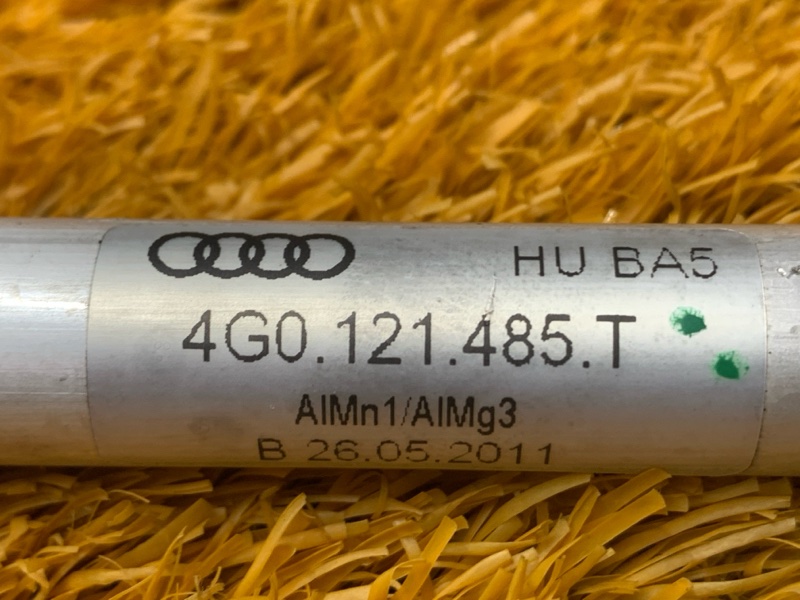 HU BA5
4G0.121.485.T
AlMn1/AlMg3
B 26.05.2011